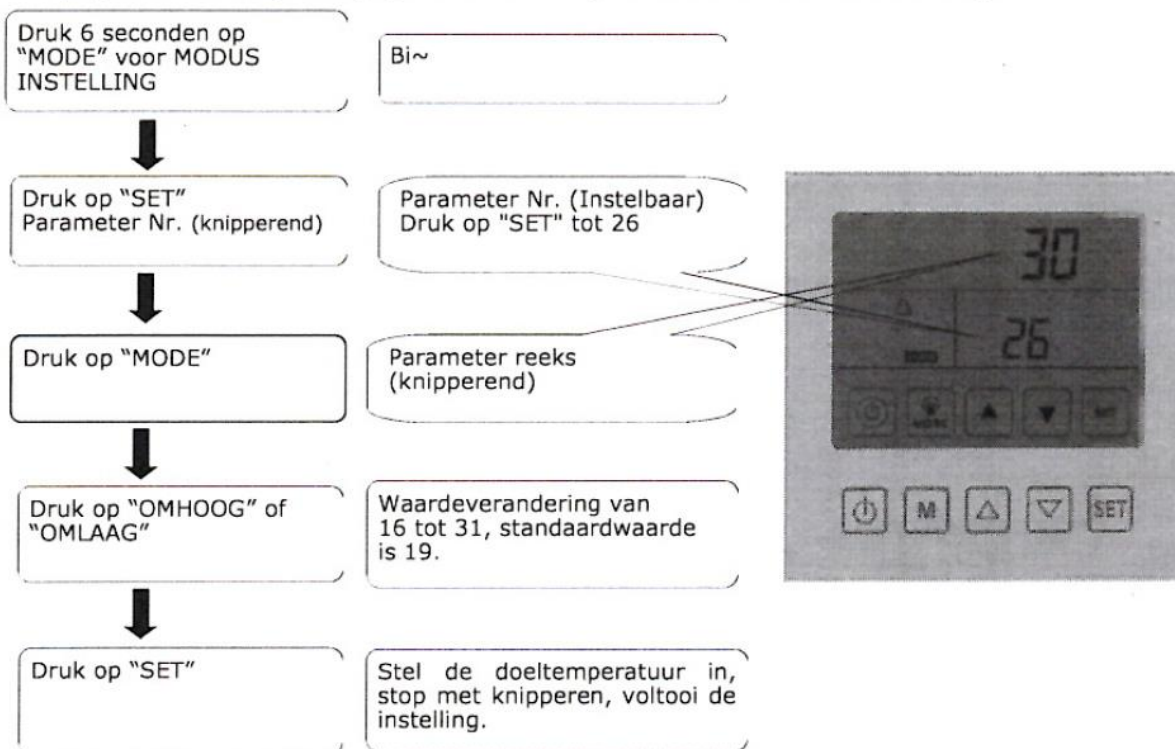 Druk 6 seconden op
“MODE” voor MODUS
INSTELLING
Bi~
Druk op “SET”
Parameter Nr. (knipperend)
Parameter Nr. (Instelbaar)
Druk op "SET" tot 26
Druk op “MODE”
Parameter reeks
(knipperend)
Druk op “OMHOOG” of
“OMLAAG”
Waardeverandering van
16 tot 31, standaardwaarde
is 19.
Druk op “SET”
Stel de doeltemperatuur in,
stop met knipperen, voltooi de
instelling.
30
26
M
SET